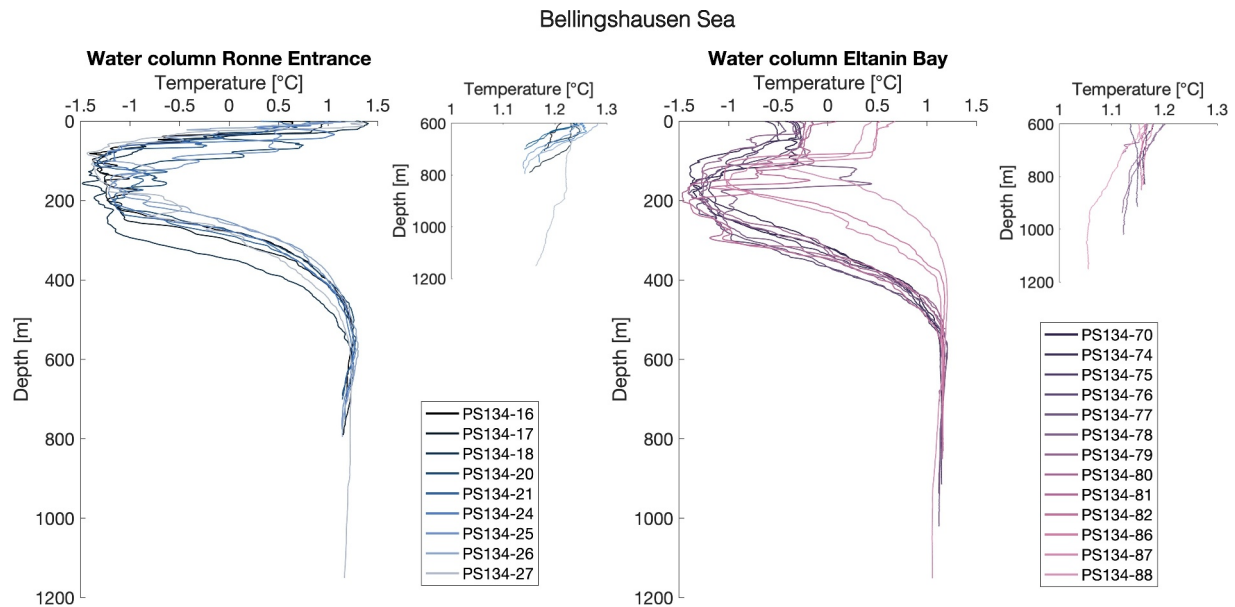 Bellingshausen Sea
Water column Ronne Entrance
Temperature [°C]
-1.5 -1 -0.5 0 0.5 1 1.5
0
200
400
600
800
1000
1200
Depth [m]
Temperature [°C]
1 1.1 1.2 1.3
600
800
1000
1200
Depth [m]
PS134-16
PS134-17
PS134-18
PS134-20
PS134-21
PS134-24
PS134-25
PS134-26
PS134-27
Water column Eltanin Bay
Temperature [°C]
-1.5 -1 -0.5 0 0.5 1 1.5
0
200
400
600
800
1000
1200
Depth [m]
Temperature [°C]
1 1.1 1.2 1.3
600
800
1000
1200
Depth [m]
PS134-70
PS134-74
PS134-75
PS134-76
PS134-77
PS134-78
PS134-79
PS134-80
PS134-81
PS134-82
PS134-86
PS134-87
PS134-88